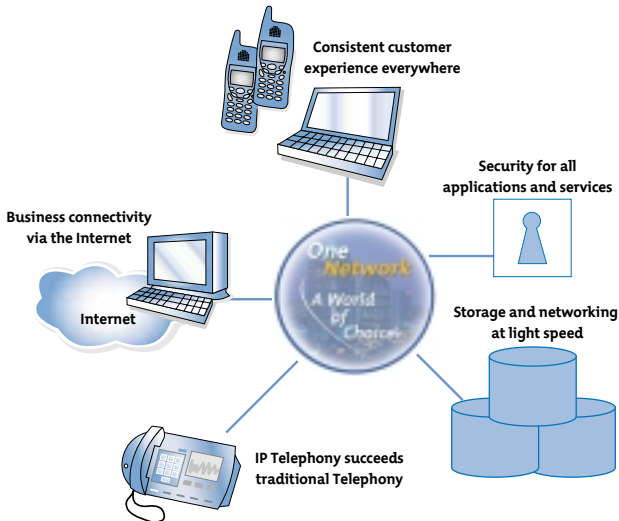 Consistent customer
experience everywhere
Security for all
applications and services
Business connectivity
via the Internet
Internet
One
Network
A World
of
Choice
Storage and networking
at light speed
IP Telephony succeeds
traditional Telephony